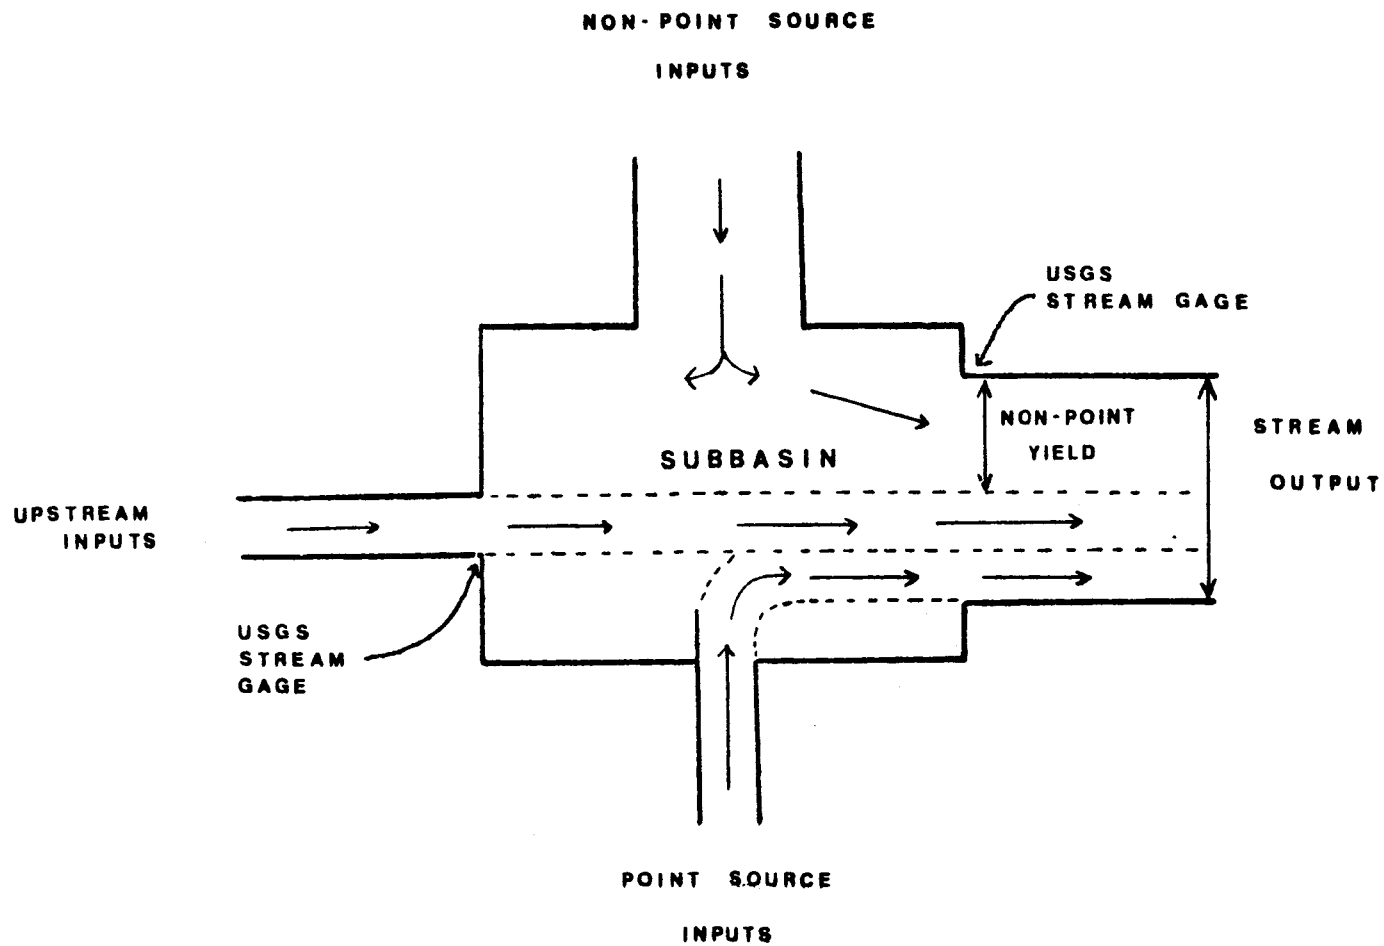 NON-POINT SOURCE
INPUTS
USGS
STREAM GAGE
NON-POINT
YIELD
STREAM
OUTPUT
SUBBASIN
UPSTREAM
INPUTS
USGS
STREAM
GAGE
POINT SOURCE
INPUTS